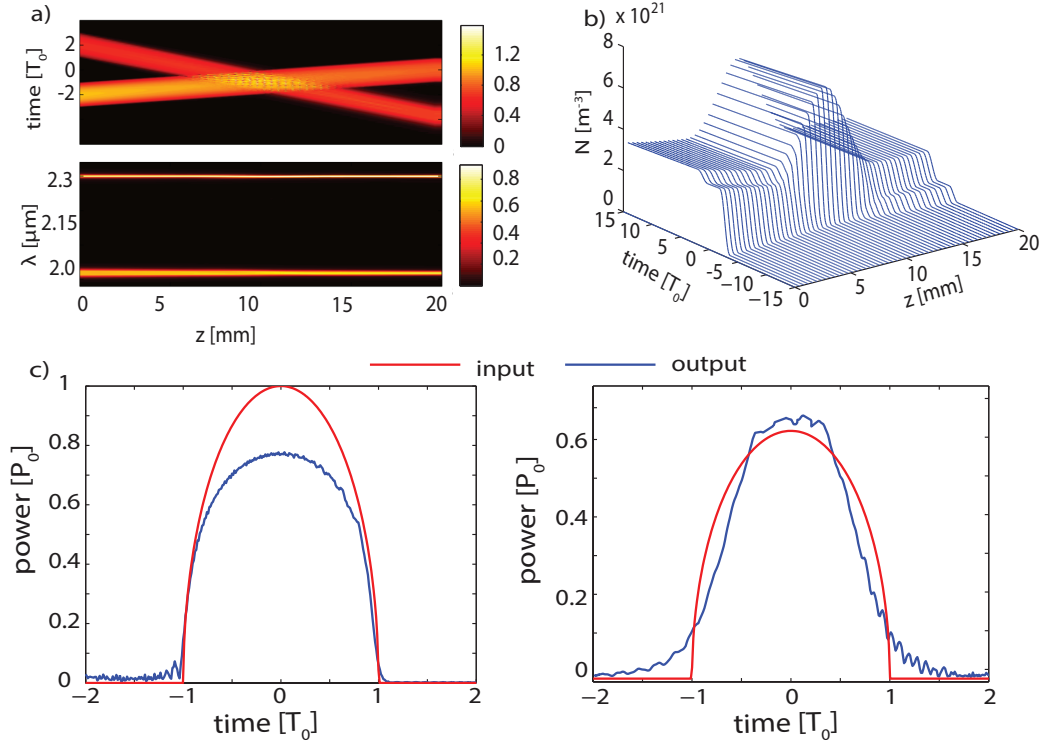 a)
time [T₀]
2
0
-2
1.2
0.8
0.4
0
λ [μm]
2.3
2.15
2.0
0.8
0.6
0.4
0.2
0 5 10 15 20
z [mm]
b)
x 10²¹
N [m⁻³]
8
6
4
2
0
15
10
5
0
−5
−10
−15
time [T₀]
0
5
10
15
20
z [mm]
c)
input output
power [P₀]
1
0.8
0.6
0.4
0.2
0
−2 −1 0 1 2
time [T₀]
power [P₀]
0.6
0.4
0.2
0
−2 −1 0 1 2
time [T₀]